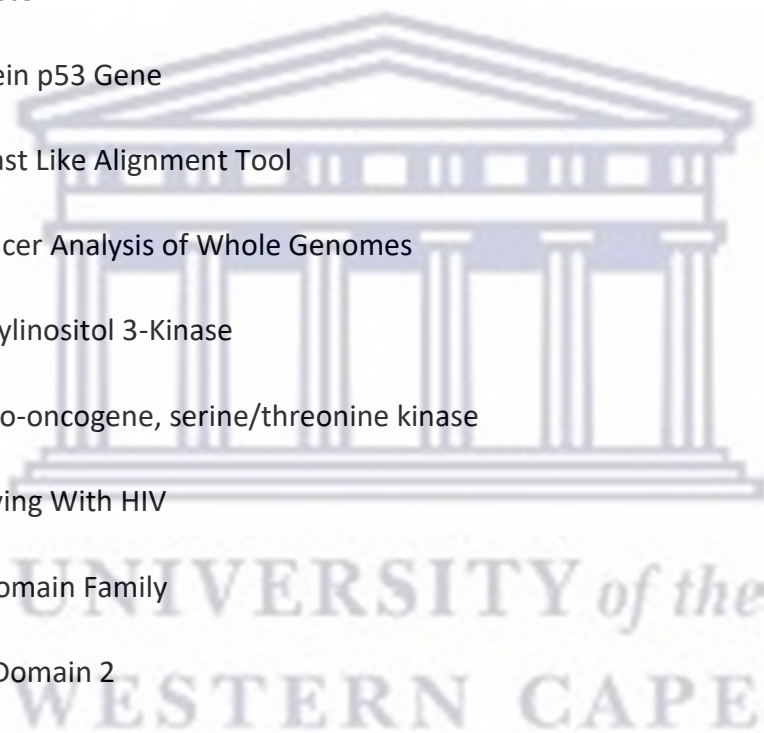 ein p53 Gene
ast Like Alignment Tool
cer Analysis of Whole Genomes
ylinositol 3-Kinase
o-oncogene, serine/threonine kinase
ving With HIV
omain Family
Domain 2
UNIVERSITY of the
WESTERN CAPE